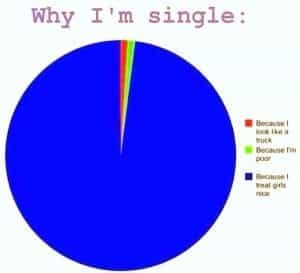 Why I'm single:
Because I
look like a
truck
Because I'm
poor
Because I
treat girls
nice